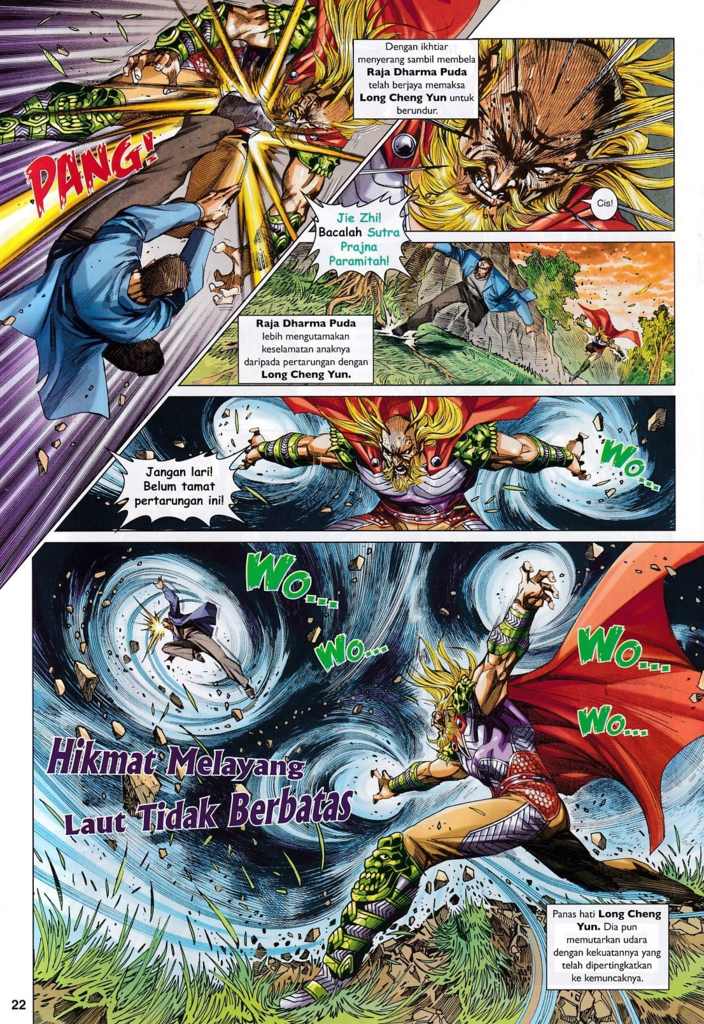 Dengan ikhtiar
menyerang sambil membela
Raja Dharma Puda
telah berjaya memaksa
Long Cheng Yun untuk
berundur.
PANG!
Cis!
Jie Zhi!
Bacalah Sutra
Prajna
Paramitah!
Raja Dharma Puda
lebih mengutamakan
keselamatan anaknya
daripada pertarungan dengan
Long Cheng Yun.
Jangan lari!
Belum tamat
pertarungan ini!
WO...
WO...
WO...
WO...
WO...
Hikmat Melayang
Laut Tidak Berbatas
Panas hati Long Cheng
Yun. Dia pun
memutarkan udara
dengan kekuatannya yang
telah dipertingkatkan
ke kemuncaknya.
22